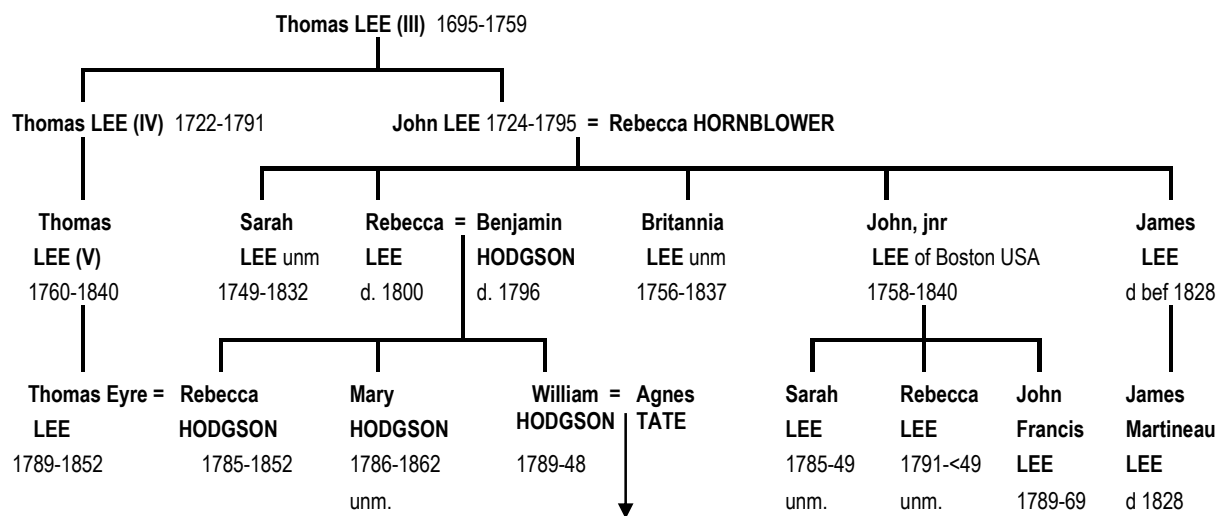 Thomas LEE (III) 1695-1759
Thomas LEE (IV) 1722-1791 John LEE 1724-1795 = Rebecca HORNBLOWER
Thomas Sarah Rebecca = Benjamin Britannia John, jnr James
LEE (V) LEE unm LEE HODGSON LEE unm LEE of Boston USA LEE
1760-1840 1749-1832 d. 1800 d. 1796 1756-1837 1758-1840 d bef 1828
Thomas Eyre = Rebecca Mary William = Agnes Sarah Rebecca John James
LEE HODGSON HODGSON HODGSON TATE LEE LEE Francis Martineau
1789-1852 1785-1852 1786-1862 1789-48 1785-49 1791-<49 LEE LEE
unm. unm. unm. 1789-69 d 1828